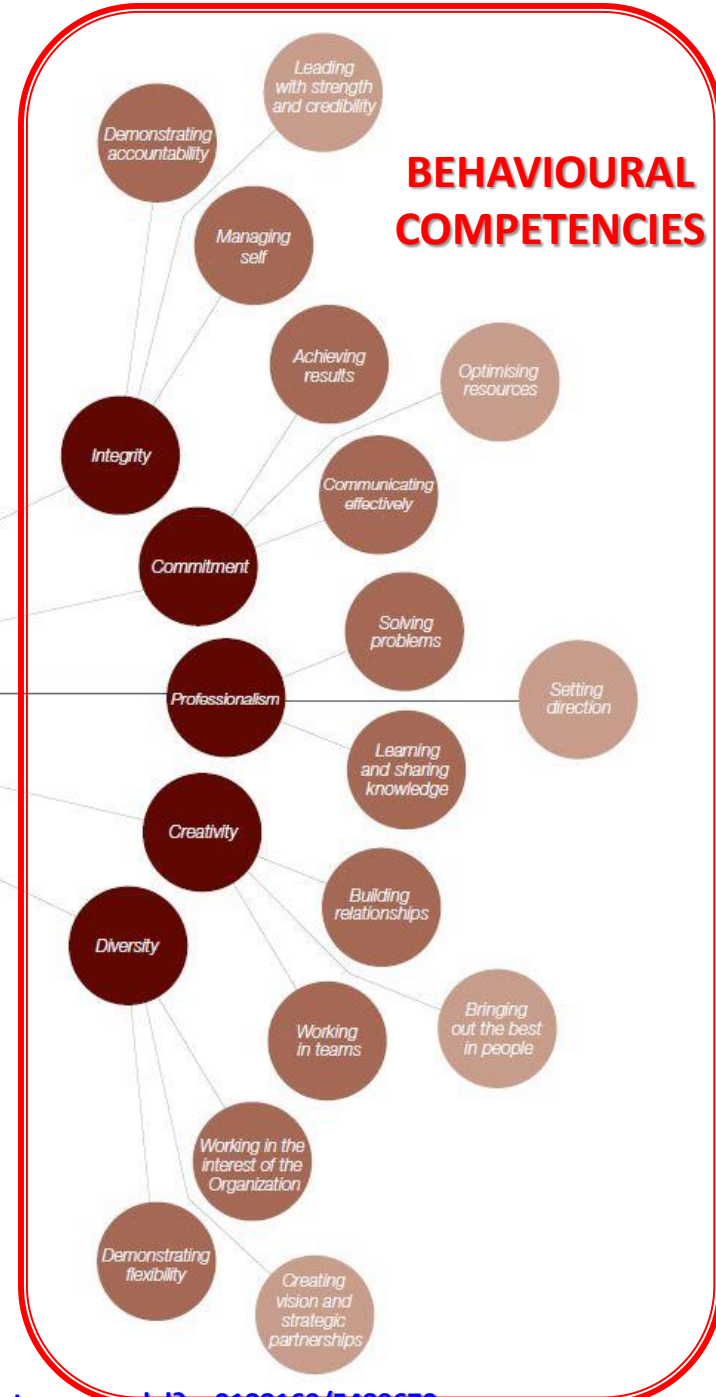 Leading
with strength
and credibility
Demonstrating
accountability
BEHAVIOURAL
COMPETENCIES
Managing
self
Achieving
results
Optimising
resources
Integrity
Communicating
effectively
Commitment
Solving
problems
Professionalism
Setting
direction
Learning
and sharing
knowledge
Creativity
Building
relationships
Diversity
Bringing
out the best
in people
Working
in teams
Working in the
interest of the
Organization
Demonstrating
flexibility
Creating
vision and
strategic
partnerships